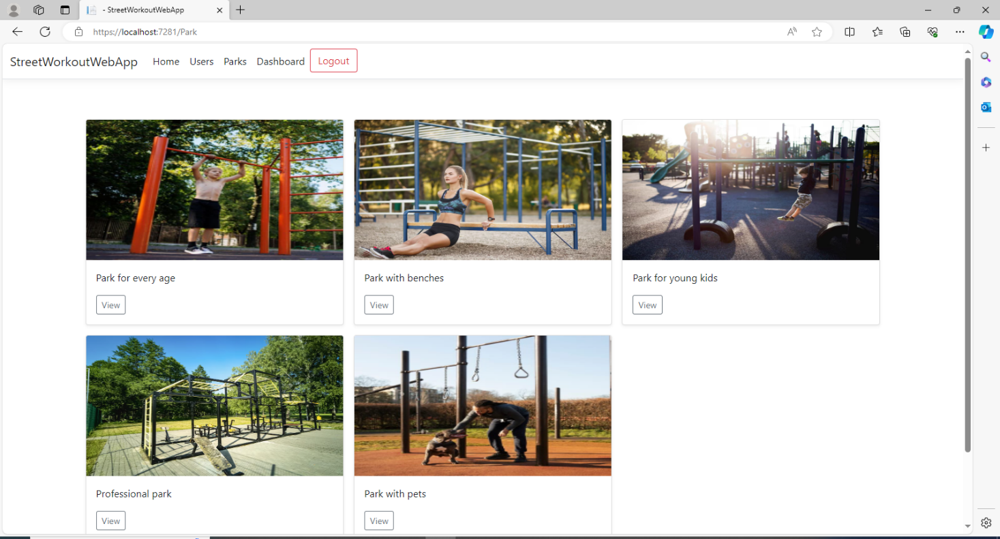 - StreetWorkoutWebApp
https://localhost:7281/Park
StreetWorkoutWebApp Home Users Parks Dashboard Logout
Park for every age
View
Park with benches
View
Park for young kids
View
Professional park
View
Park with pets
View